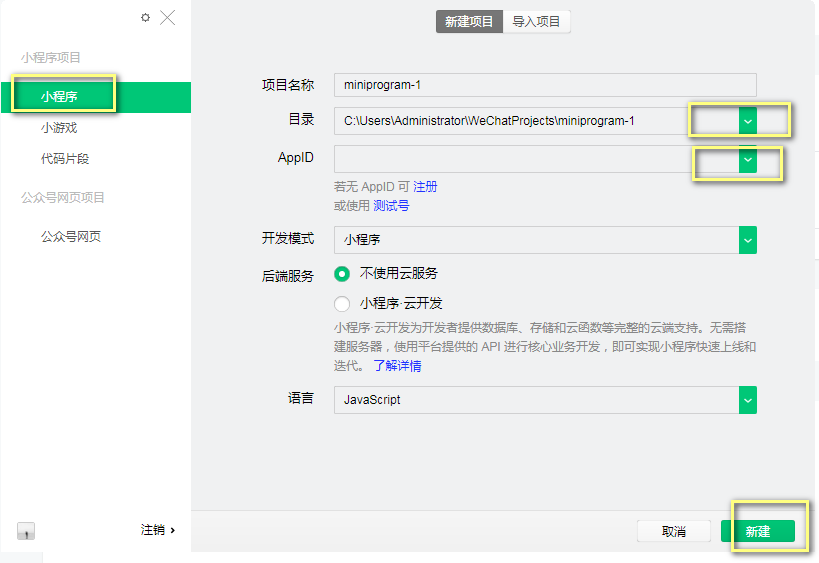 新建项目 导入项目
小程序项目
小程序
小游戏
代码片段
公众号网页项目
公众号网页
项目名称 miniprogram-1
目录 C:\Users\Administrator\WeChatProjects\miniprogram-1
AppID
若无 AppID 可 注册
或使用 测试号
开发模式 小程序
后端服务 不使用云服务
小程序·云开发
小程序·云开发为开发者提供数据库、存储和云函数等完整的云端支持。无需搭
建服务器，使用平台提供的 API 进行核心业务开发，即可实现小程序快速上线和
迭代。 了解详情
语言 JavaScript
注销 取消 新建